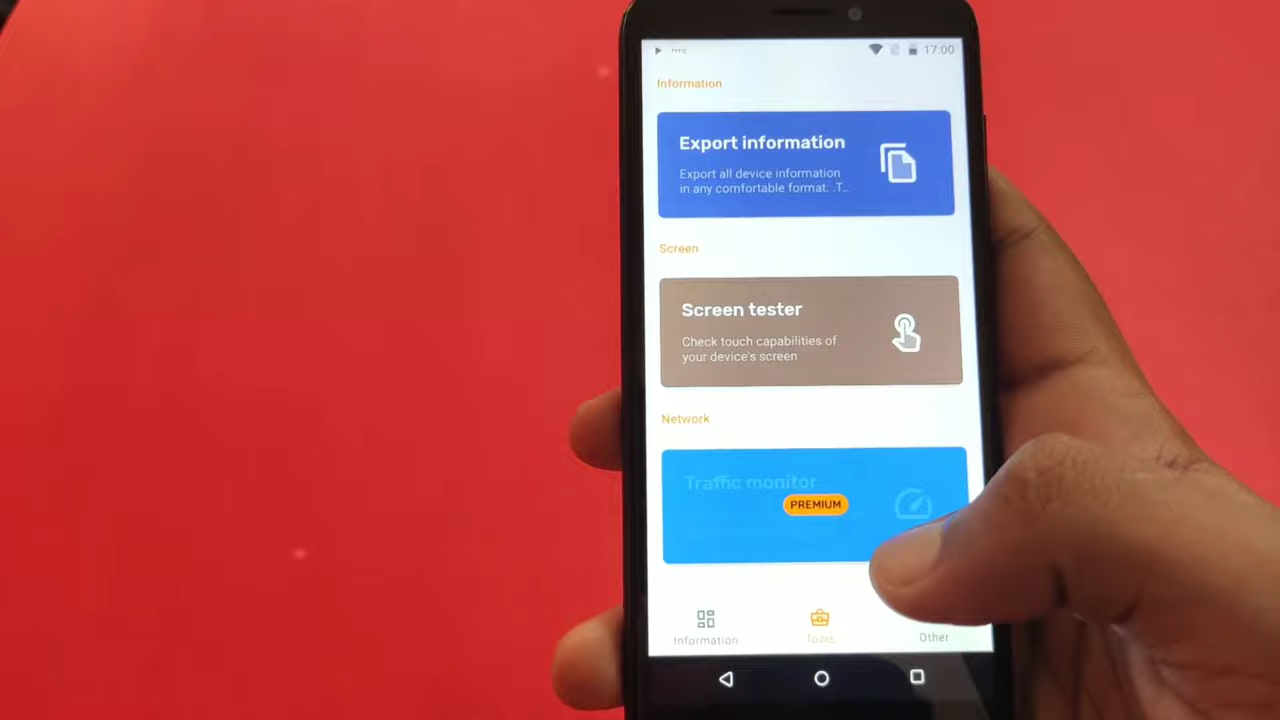 HTC 17:00
Information
Export information
Export all device information
in any comfortable format: .T..
Screen
Screen tester
Check touch capabilities of
your device's screen
Network
Traffic monitor
PREMIUM
Information Tools Other